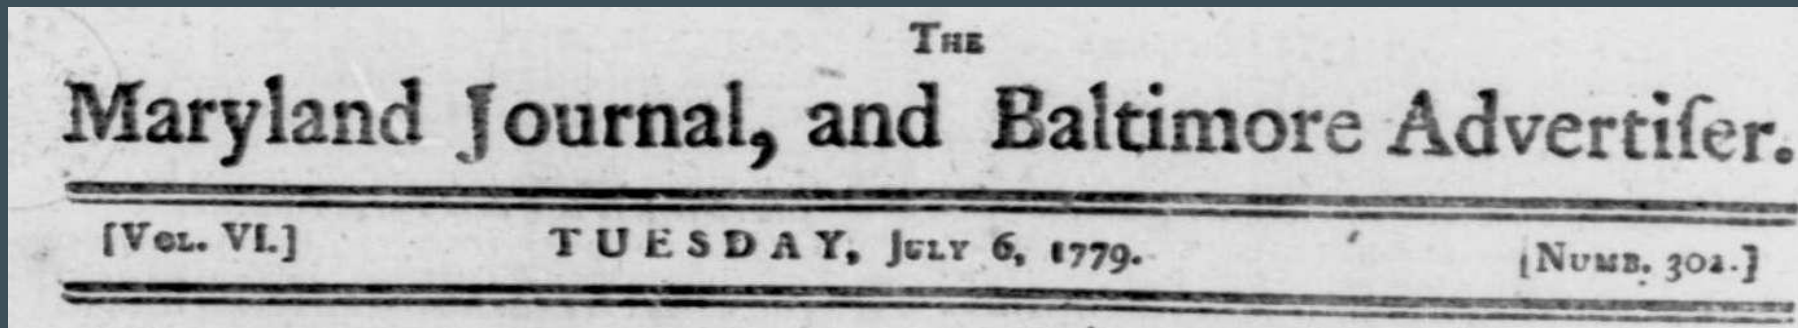 The
Maryland Journal, and Baltimore Advertiſer.
[Vol. VI.] TUESDAY, July 6, 1779. [Numb. 302.]